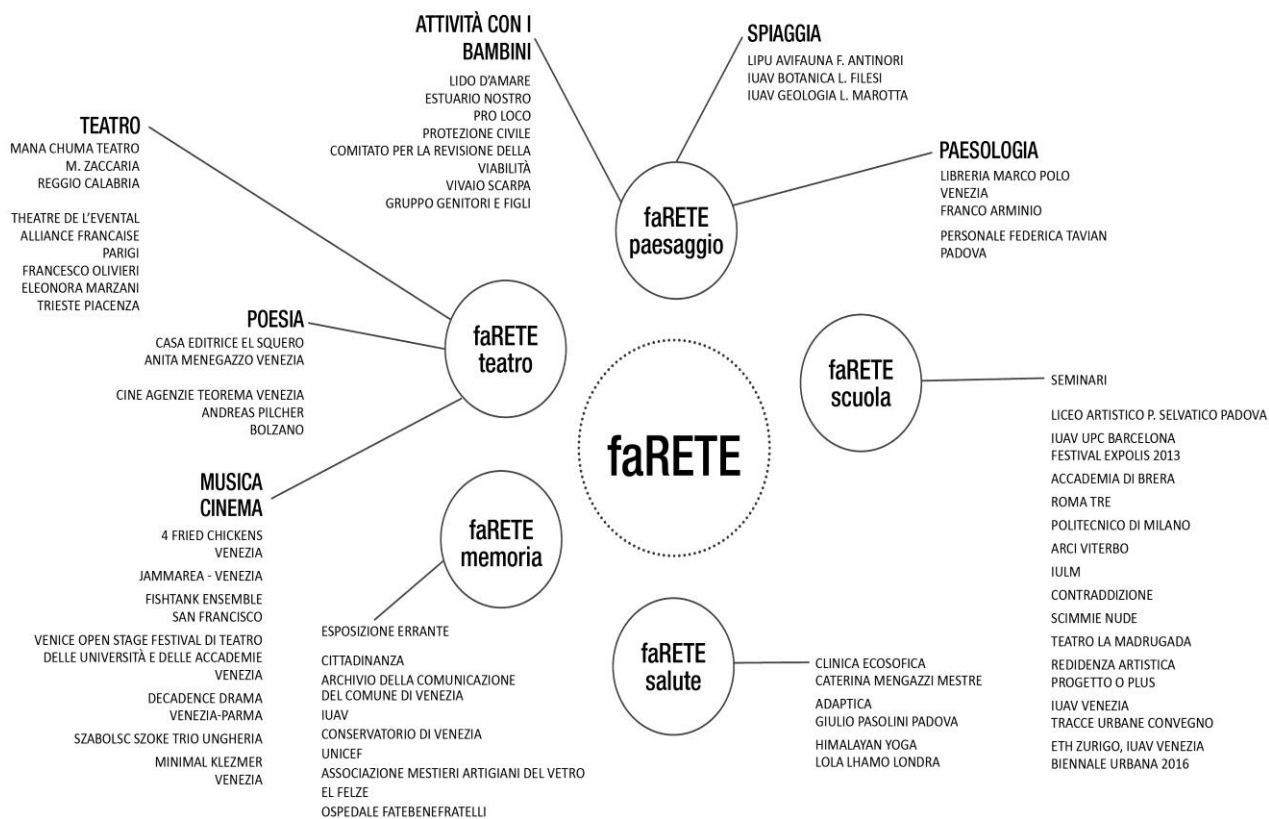 ATTIVITÀ CON I
BAMBINI
LIDO D'AMARE
ESTUARIO NOSTRO
PRO LOCO
PROTEZIONE CIVILE
COMITATO PER LA REVISIONE DELLA
VIABILITÀ
VIVAIO SCARPA
GRUPPO GENITORI E FIGLI
SPIAGGIA
LIPU AVIFAUNA F. ANTINORI
IUAV BOTANICA L. FILESI
IUAV GEOLOGIA L. MAROTTA
PAESOLOGIA
LIBRERIA MARCO POLO
VENEZIA
FRANCO ARMINIO
PERSONALE FEDERICA TAVIAN
PADOVA
faRETE
paesaggio
TEATRO
MANA CHUMA TEATRO
M. ZACCARIA
REGGIO CALABRIA
THEATRE DE L'EVENTAL
ALLIANCE FRANCAISE
PARIGI
FRANCESCO OLIVIERI
ELEONORA MARZANI
TRIESTE PIACENZA
POESIA
CASA EDITRICE EL SQUERO
ANITA MENEGAZZO VENEZIA
CINE AGENZIE TEOREMA VENEZIA
ANDREAS PILCHER
BOLZANO
faRETE
teatro
MUSICA
CINEMA
4 FRIED CHICKENS
VENEZIA
JAMMAREA - VENEZIA
FISHTANK ENSEMBLE
SAN FRANCISCO
VENICE OPEN STAGE FESTIVAL DI TEATRO
DELLE UNIVERSITÀ E DELLE ACCADEMIE
VENEZIA
DECADENCE DRAMA
VENEZIA-PARMA
SZABOLSC SZOKE TRIO UNGHERIA
MINIMAL KLEZMER
VENEZIA
faRETE
faRETE
memoria
ESPOSIZIONE ERRANTE
CITTADINANZA
ARCHIVIO DELLA COMUNICAZIONE
DEL COMUNE DI VENEZIA
IUAV
CONSERVATORIO DI VENEZIA
UNICEF
ASSOCIAZIONE MESTIERI ARTIGIANI DEL VETRO
EL FELZE
OSPEDALE FATEBENEFRATELLI
faRETE
salute
CLINICA ECOSOFICA
CATERINA MENGAZZI MESTRE
ADAPTICA
GIULIO PASOLINI PADOVA
HIMALAYAN YOGA
LOLA LHAMO LONDRA
faRETE
scuola
SEMINARI
LICEO ARTISTICO P. SELVATICO PADOVA
IUAV UPC BARCELONA
FESTIVAL EXPOLIS 2013
ACCADEMIA DI BRERA
ROMA TRE
POLITECNICO DI MILANO
ARCI VITERBO
IULM
CONTRADDIZIONE
SCIMMIE NUDE
TEATRO LA MADRUGADA
REDIDENZA ARTISTICA
PROGETTO O PLUS
IUAV VENEZIA
TRACCE URBANE CONVEGNO
ETH ZURIGO, IUAV VENEZIA
BIENNALE URBANA 2016